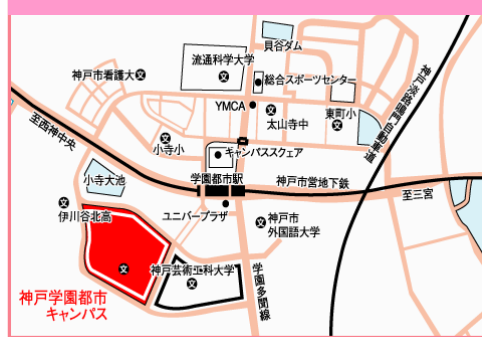 貝谷ダム
流通科学大学
神戸市看護大
総合スポーツセンター
神戸淡路鳴門自動車道
YMCA
太山寺中
東町小
至西神中央
小寺小
キャンパススクェア
小寺大池
学園都市駅
神戸市営地下鉄
至三宮
伊川谷北高
ユニバープラザ
神戸市
外国語大学
神戸芸術工科大学
学園多聞線
神戸学園都市
キャンパス